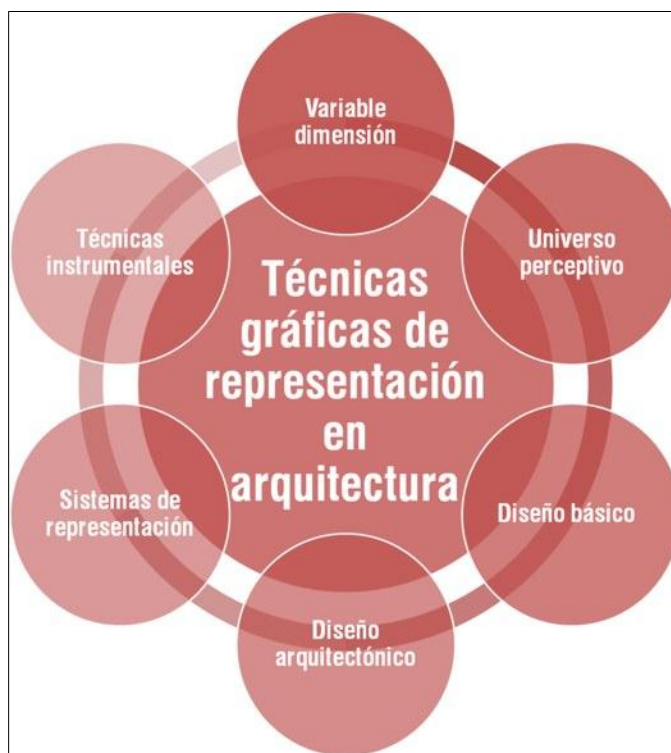 Variable
dimensión
Universo
perceptivo
Técnicas
instrumentales
Técnicas
gráficas de
representación
en
arquitectura
Sistemas de
representación
Diseño básico
Diseño
arquitectónico